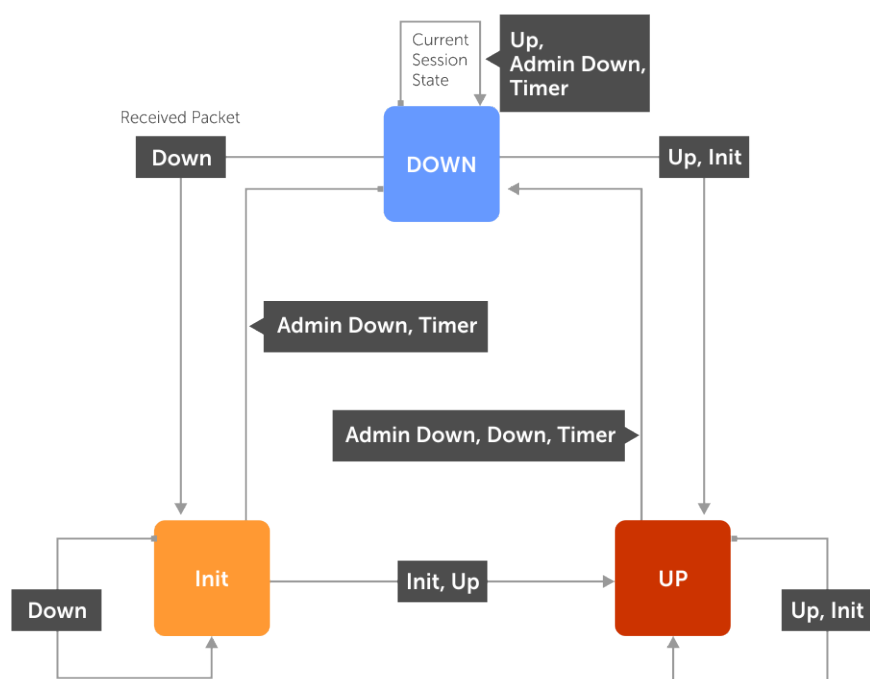 Current
Session
State
Up,
Admin Down,
Timer
Received Packet
Down
DOWN
Up, Init
Admin Down, Timer
Admin Down, Down, Timer
Init
Init, Up
UP
Down
Up, Init